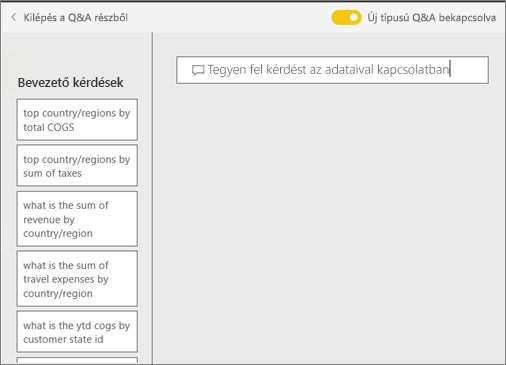 Kilépés a Q&A részből
Új típusú Q&A bekapcsolva
Bevezető kérdések
Tegyen fel kérdést az adataival kapcsolatban
top country/regions by
total COGS
top country/regions by
sum of taxes
what is the sum of
revenue by
country/region
what is the sum of
travel expenses by
country/region
what is the ytd cogs by
customer state id